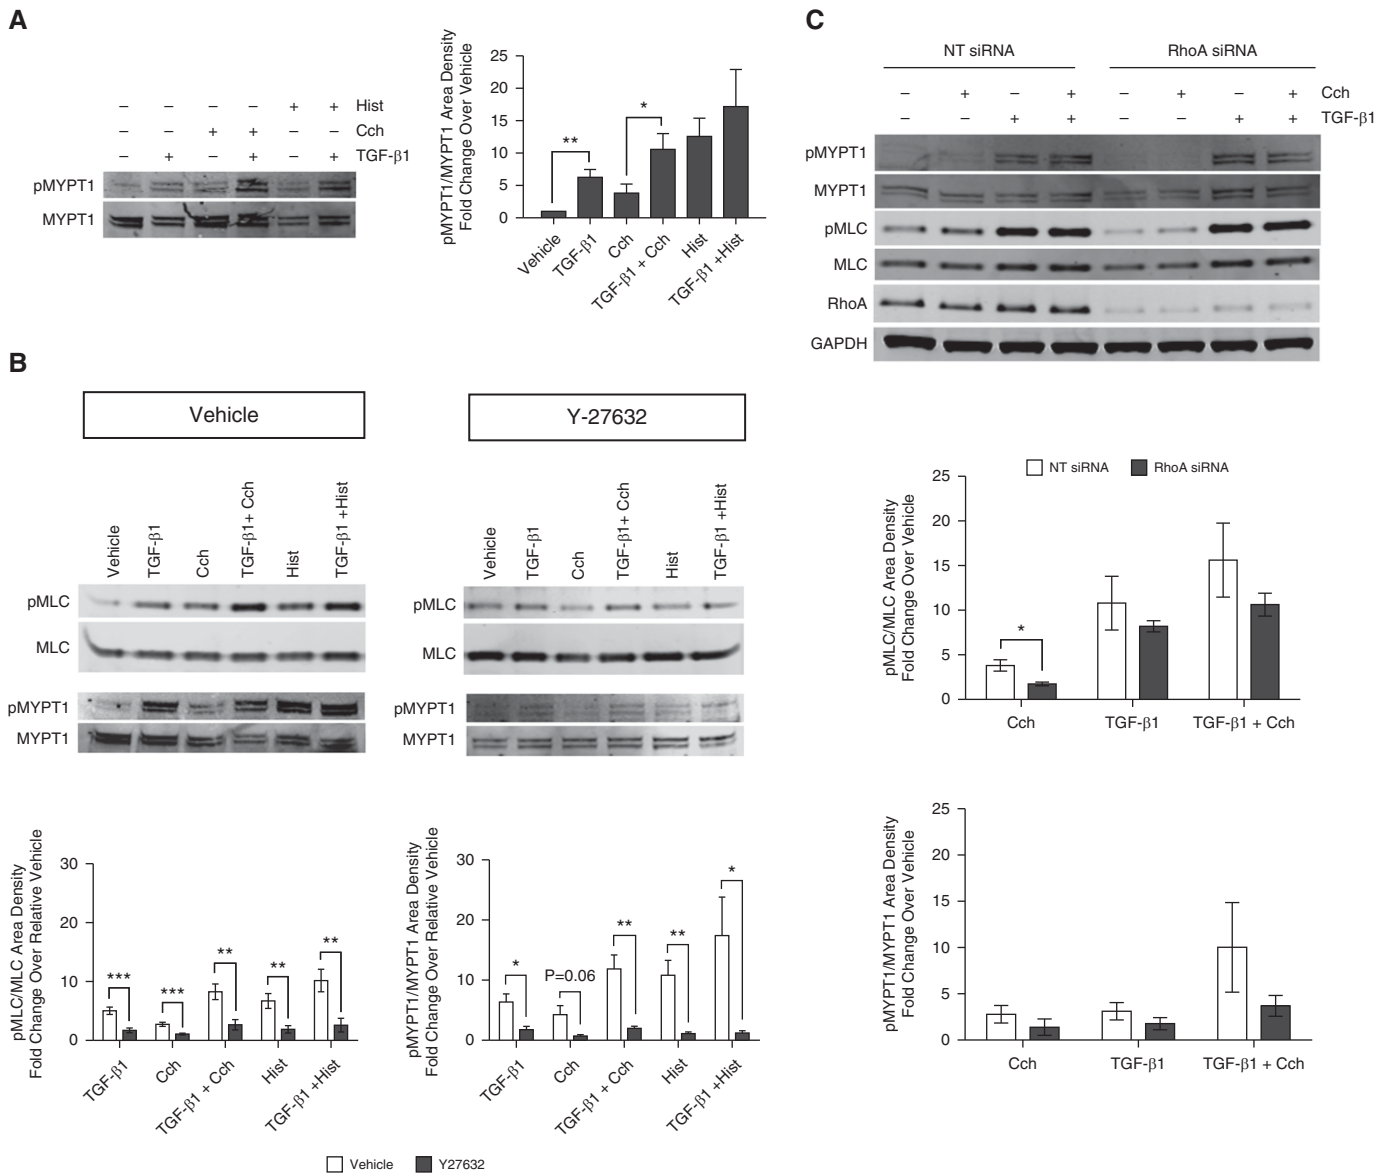 A
− − − − + + Hist
− − + + − − Cch
− + − + − + TGF-β1
pMYPT1
MYPT1
pMYPT1/MYPT1 Area Density
Fold Change Over Vehicle
25
20
15
10
5
0
**
*
Vehicle
TGF-β1
Cch
TGF-β1 + Cch
Hist
TGF-β1 +Hist
B
Vehicle
Vehicle
TGF-β1
Cch
TGF-β1+ Cch
Hist
TGF-β1 +Hist
pMLC
MLC
pMYPT1
MYPT1
Y-27632
Vehicle
TGF-β1
Cch
TGF-β1+ Cch
Hist
TGF-β1 +Hist
pMLC
MLC
pMYPT1
MYPT1
pMLC/MLC Area Density
Fold Change Over Relative Vehicle
30
20
10
0
***
***
**
**
**
TGF-β1
Cch
TGF-β1 + Cch
Hist
TGF-β1 +Hist
pMYPT1/MYPT1 Area Density
Fold Change Over Relative Vehicle
30
20
10
0
*
P=0.06
**
**
*
TGF-β1
Cch
TGF-β1 + Cch
Hist
TGF-β1 +Hist
Vehicle
Y27632
C
NT siRNA
RhoA siRNA
− + − + − + − + Cch
− − + + − − + + TGF-β1
pMYPT1
MYPT1
pMLC
MLC
RhoA
GAPDH
NT siRNA
RhoA siRNA
pMLC/MLC Area Density
Fold Change Over Vehicle
25
20
15
10
5
0
*
Cch
TGF-β1
TGF-β1 + Cch
pMYPT1/MYPT1 Area Density
Fold Change Over Vehicle
25
20
15
10
5
0
Cch
TGF-β1
TGF-β1 + Cch